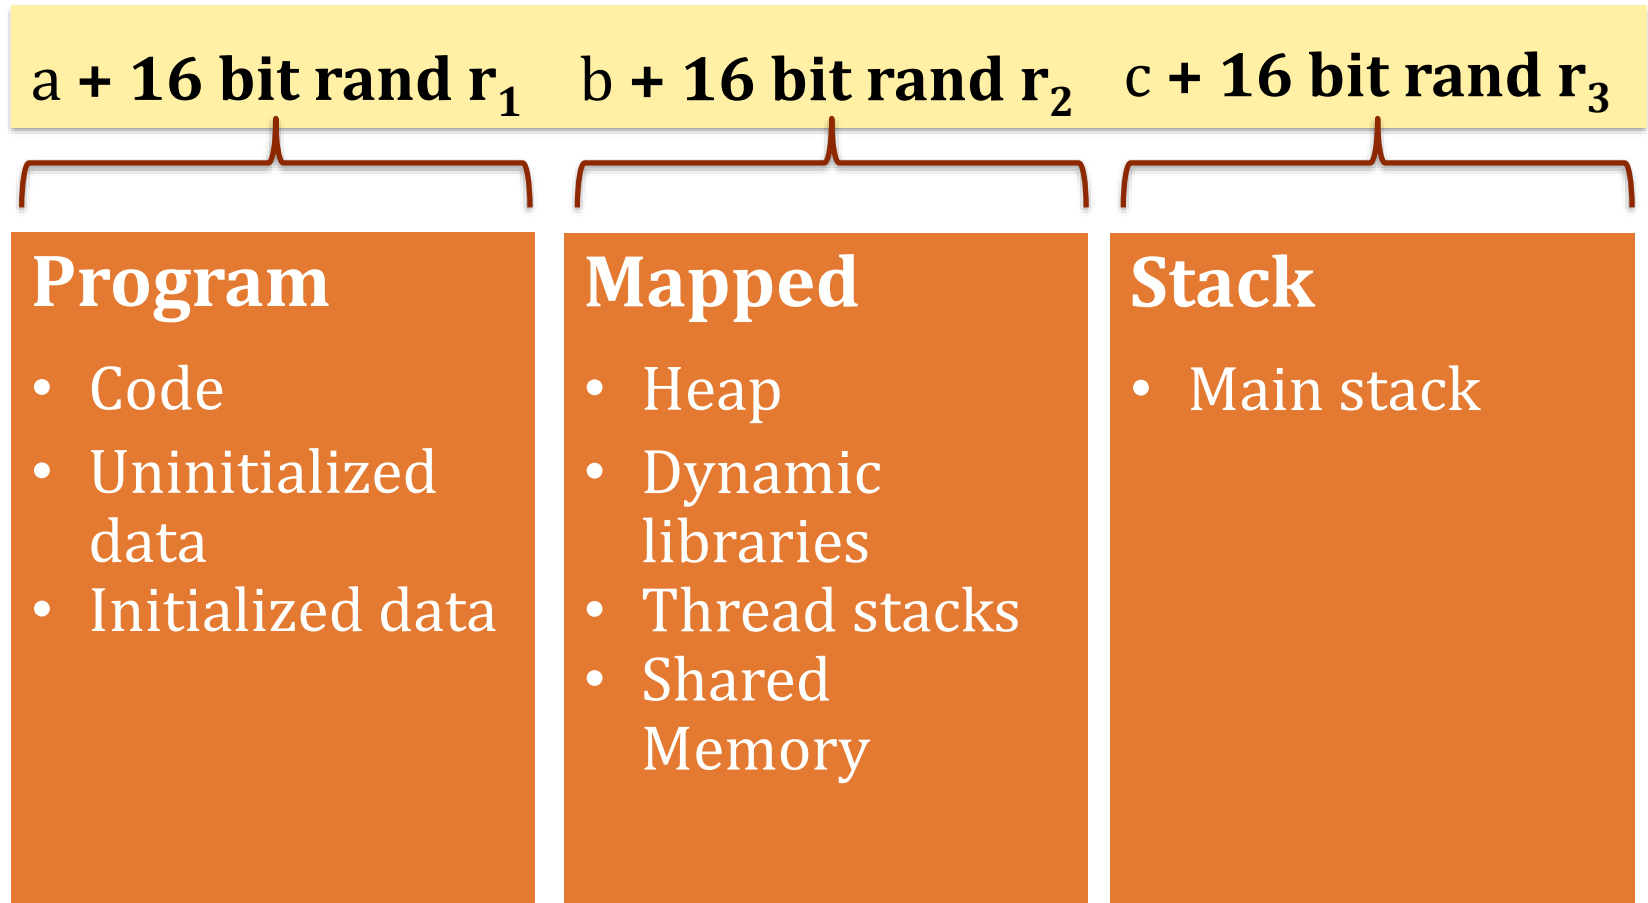 a + 16 bit rand r₁
b + 16 bit rand r₂
c + 16 bit rand r₃
Program
• Code
• Uninitialized
data
• Initialized data
Mapped
• Heap
• Dynamic
libraries
• Thread stacks
• Shared
Memory
Stack
• Main stack